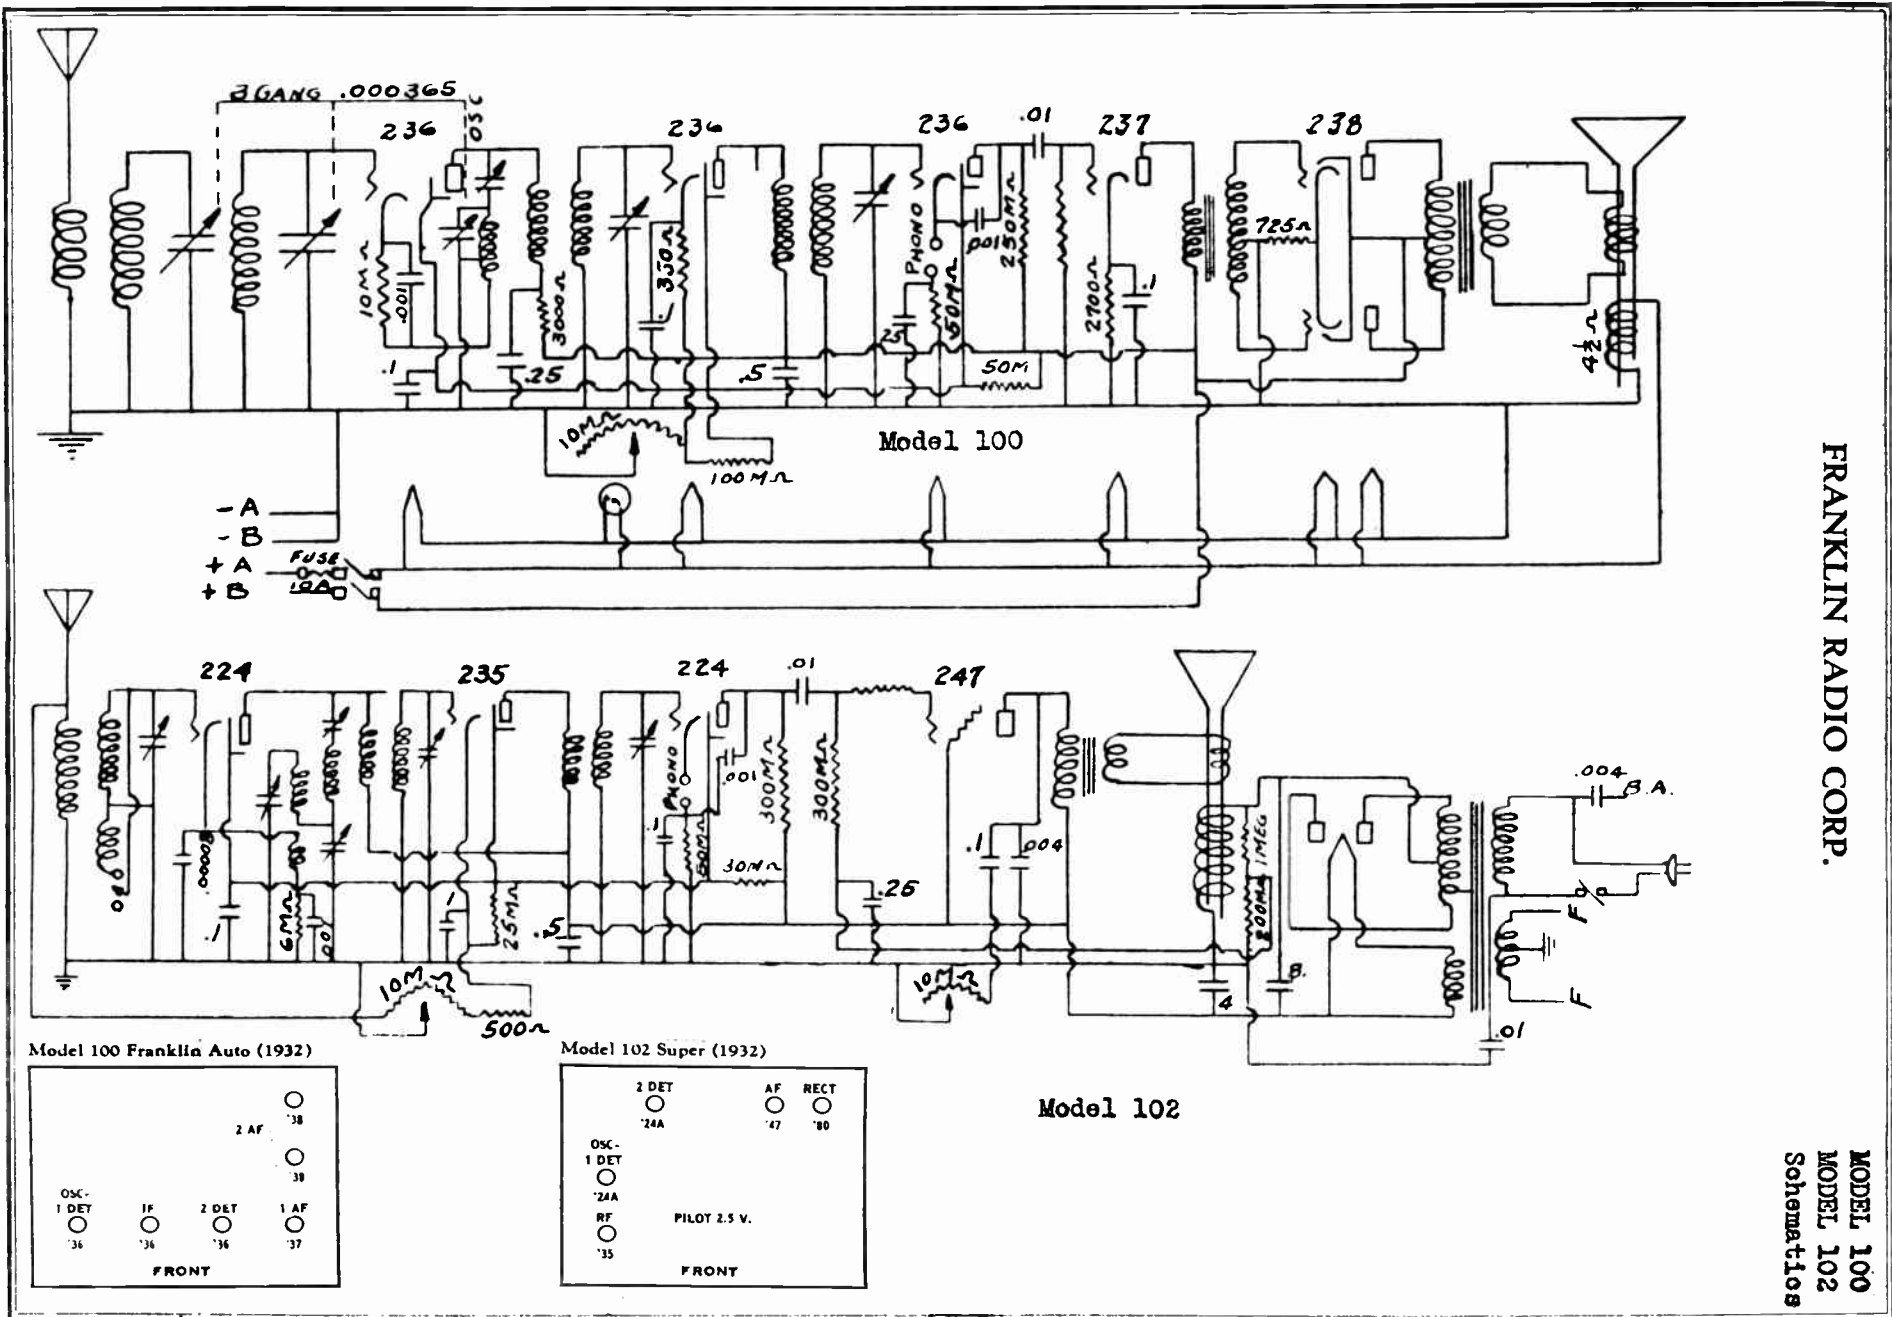 3 GANG .000365
236
OSC
236
236
.01
237
238
10MΩ
.001
.1
3000Ω
.25
350Ω
.5
PHONO
.25
50MΩ
.001
250MΩ
50M
2700Ω
.1
725Ω
4½Ω
10MΩ
100MΩ
Model 100
- A
- B
+ A
+ B
FUSE
10A
224
235
224
.01
247
.0008
.1
6MΩ
.1
25MΩ
.5
PHONO
.1
50MΩ
.001
300MΩ
300MΩ
30MΩ
.25
.1
.004
10MΩ
500Ω
10MΩ
1MEG
200MΩ
4
8.
.004
B.A.
F
F
.01
Model 102
Model 100 Franklin Auto (1932)
'38
2 AF
'38
OSC-
1 DET
'36
IF
'36
2 DET
'36
1 AF
'37
FRONT
Model 102 Super (1932)
2 DET
'24A
AF
'47
RECT
'80
OSC-
1 DET
'24A
RF
'35
PILOT 2.5 V.
FRONT
FRANKLIN RADIO CORP.
MODEL 100
MODEL 102
Schematics